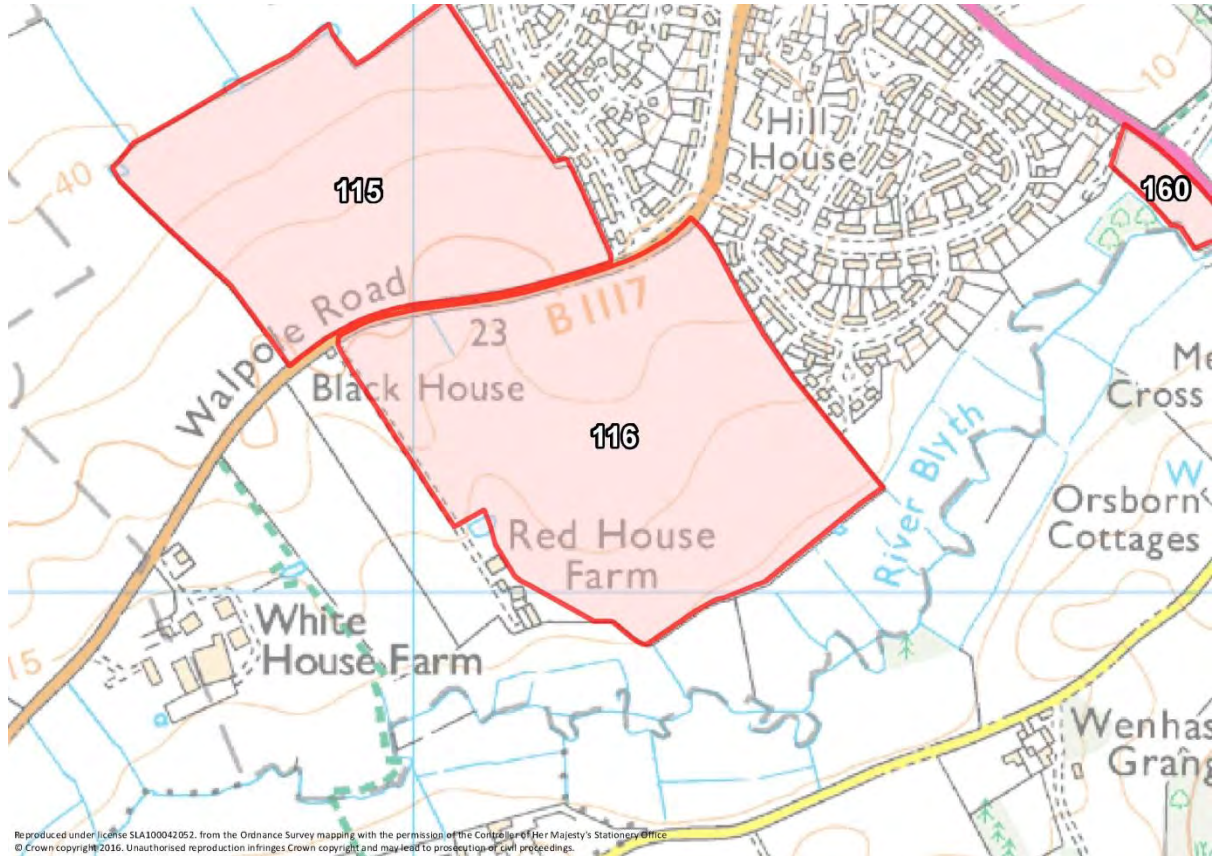 10
Hill
House
40
115
160
Walpole Road
B1117
23
Me
Cross
Black House
116
W
River Blyth
Orsborn
Cottages
Red House
Farm
White
House Farm
15
Wenhas
Grang
Reproduced under license SLA100042052. from the Ordnance Survey mapping with the permission of the Controller of Her Majesty's Stationery Office
© Crown copyright 2016. Unauthorised reproduction infringes Crown copyright and may lead to prosecution or civil proceedings.